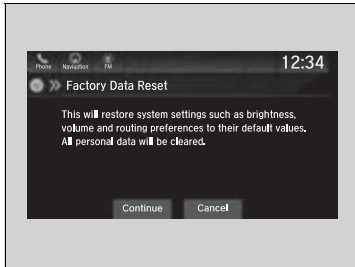 Phone Navigation FM 12:34
Factory Data Reset
This will restore system settings such as brightness,
volume and routing preferences to their default values.
All personal data will be cleared.
Continue Cancel